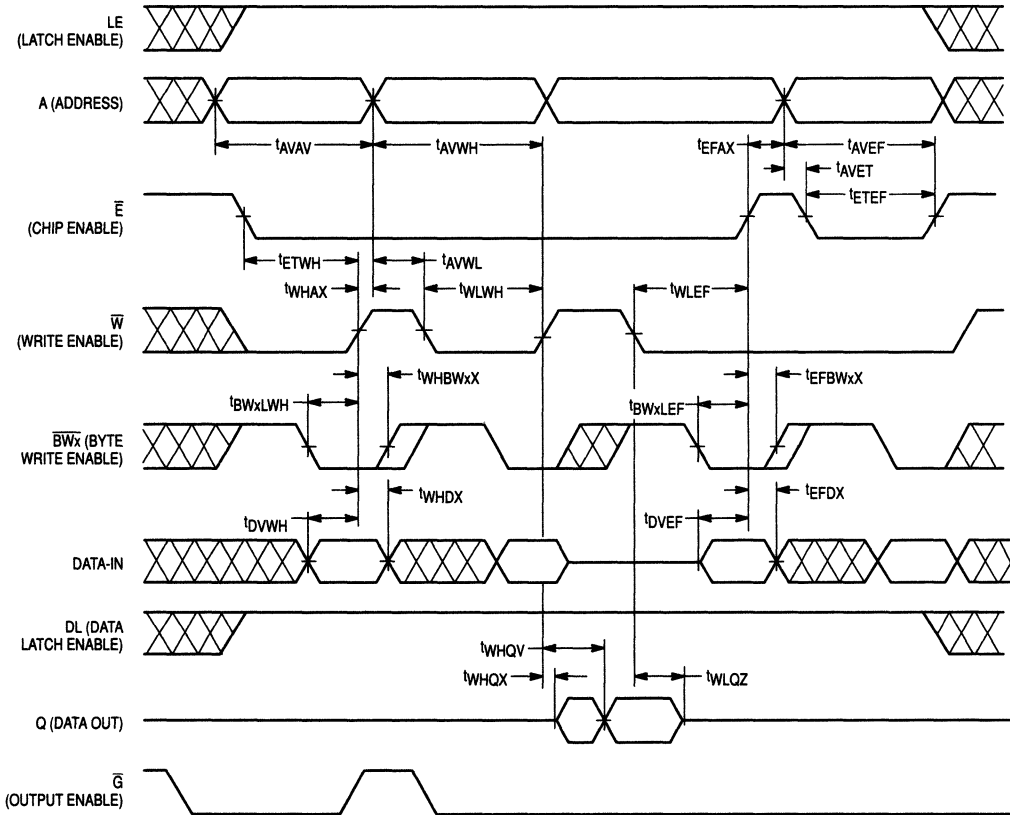 LE
(LATCH ENABLE)
A (ADDRESS)
tAVAV
tAVWH
tEFAX
tAVEF
tAVET
tETEF
E̅
(CHIP ENABLE)
tETWH
tAVWL
tWHAX
tWLWH
tWLEF
W̅
(WRITE ENABLE)
tWHBWxX
tEFBWxX
tBWxLWH
tBWxLEF
B̅W̅x̅ (BYTE
WRITE ENABLE)
tWHDX
tEFDX
tDVWH
tDVEF
DATA-IN
DL (DATA
LATCH ENABLE)
tWHQV
tWHQX
tWLQZ
Q (DATA OUT)
G̅
(OUTPUT ENABLE)